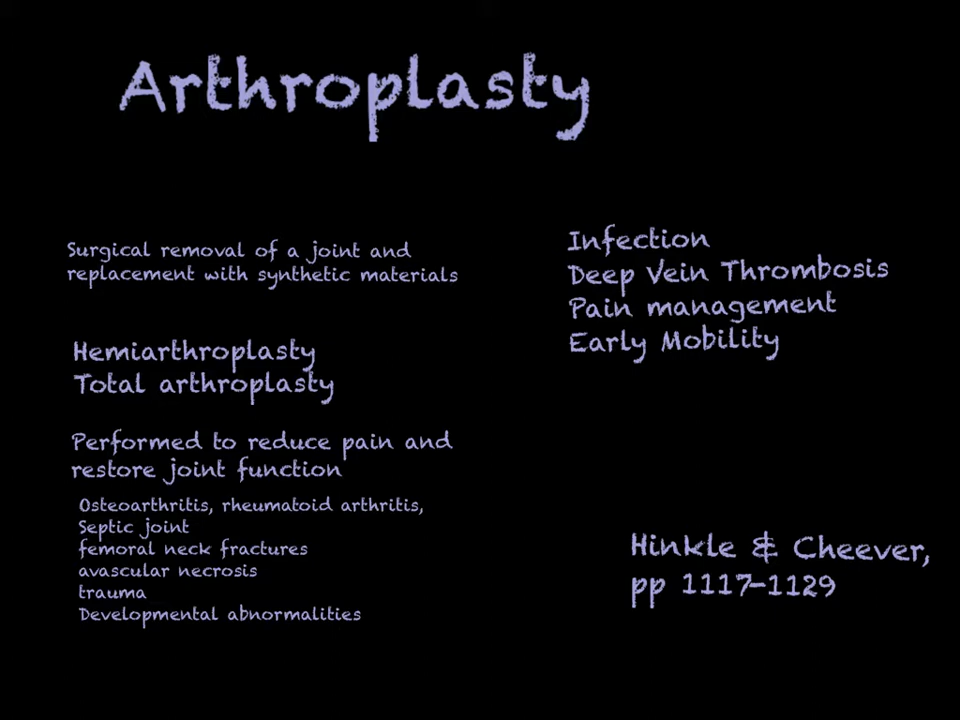 Arthroplasty
Surgical removal of a joint and
replacement with synthetic materials
Hemiarthroplasty
Total arthroplasty
Performed to reduce pain and
restore joint function
Osteoarthritis, rheumatoid arthritis,
Septic joint
femoral neck fractures
avascular necrosis
trauma
Developmental abnormalities
Infection
Deep Vein Thrombosis
Pain management
Early Mobility
Hinkle & Cheever,
pp 1117-1129